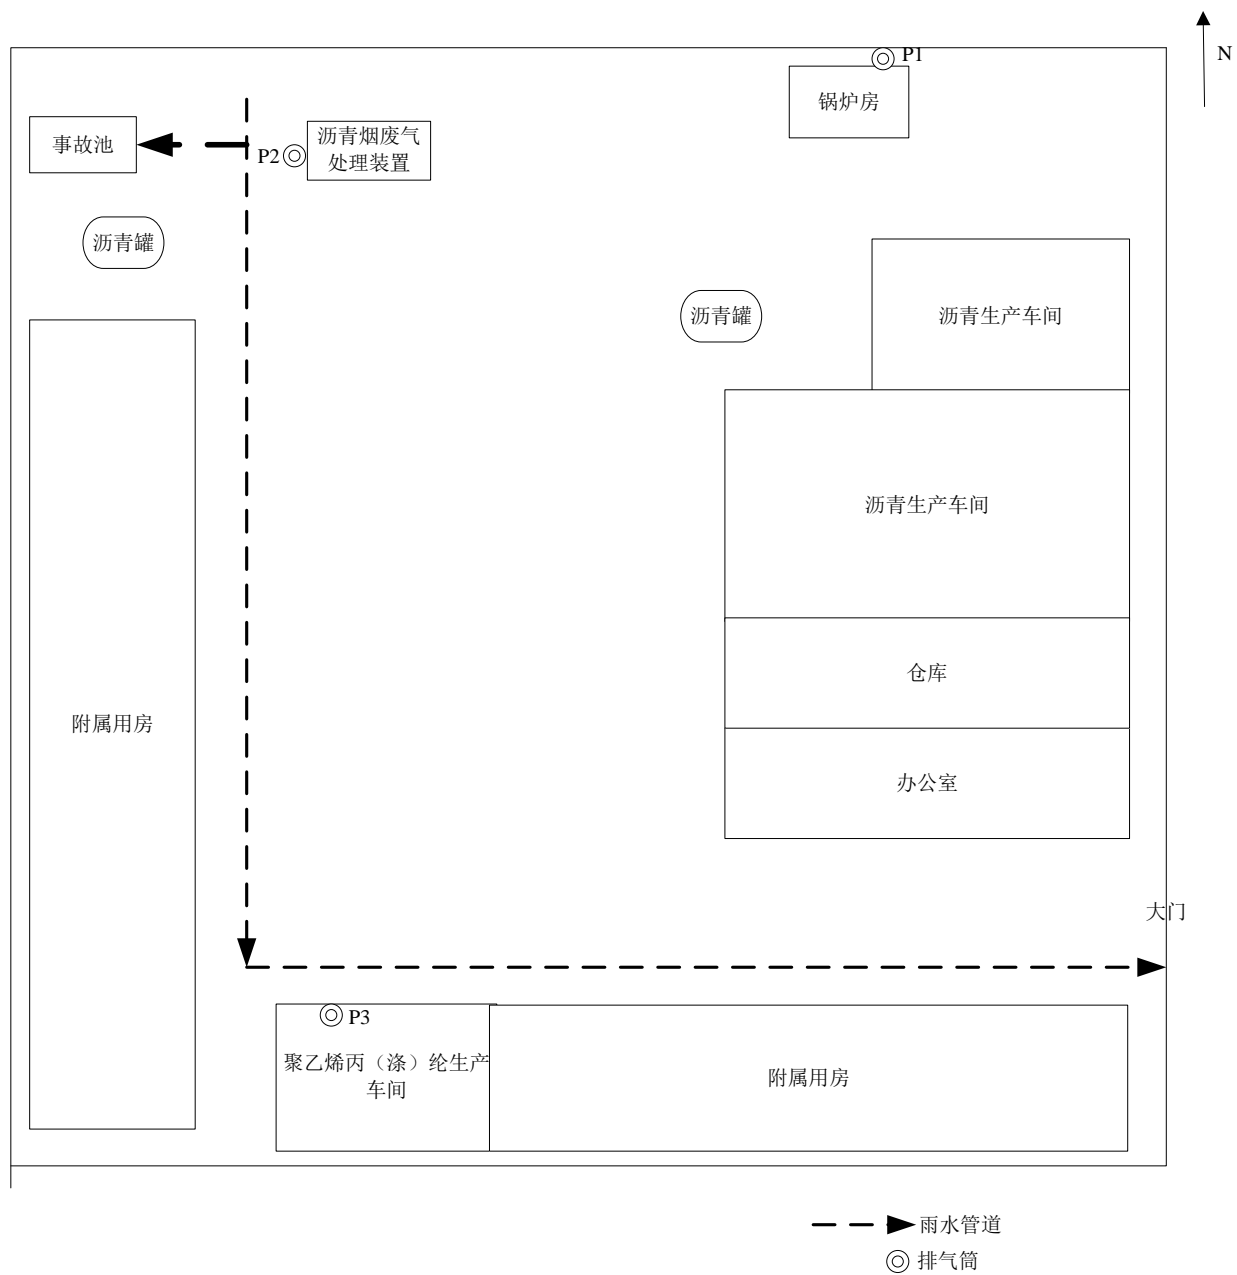 N
P1
锅炉房
事故池
P2
沥青烟废气
处理装置
沥青罐
沥青罐
沥青生产车间
沥青生产车间
仓库
附属用房
办公室
大门
P3
聚乙烯丙（涤）纶生产
车间
附属用房
雨水管道
排气筒